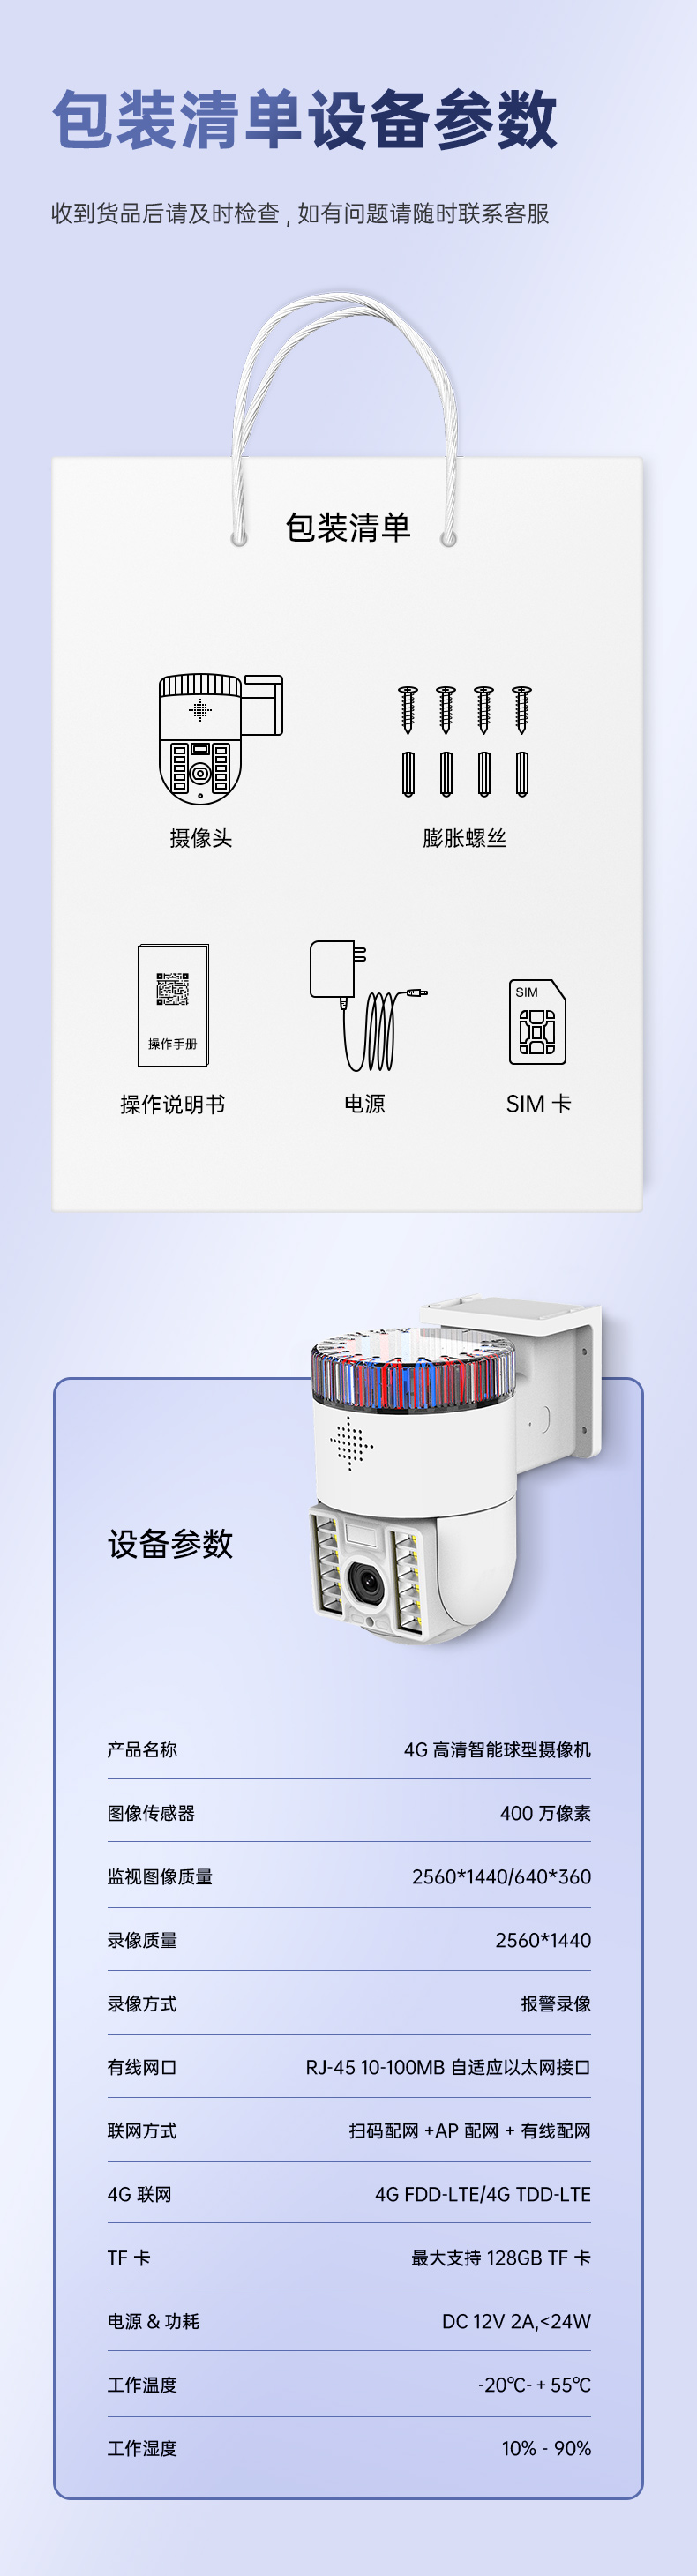 包装清单设备参数
收到货品后请及时检查,如有问题请随时联系客服
包装清单
摄像头
膨胀螺丝
操作手册
SIM
操作说明书
电源
SIM 卡
设备参数
产品名称 4G 高清智能球型摄像机
图像传感器 400 万像素
监视图像质量 2560*1440/640*360
录像质量 2560*1440
录像方式 报警录像
有线网口 RJ-45 10-100MB 自适应以太网接口
联网方式 扫码配网 +AP 配网 + 有线配网
4G 联网 4G FDD-LTE/4G TDD-LTE
TF 卡 最大支持 128GB TF 卡
电源 & 功耗 DC 12V 2A,<24W
工作温度 -20℃- + 55℃
工作湿度 10% - 90%